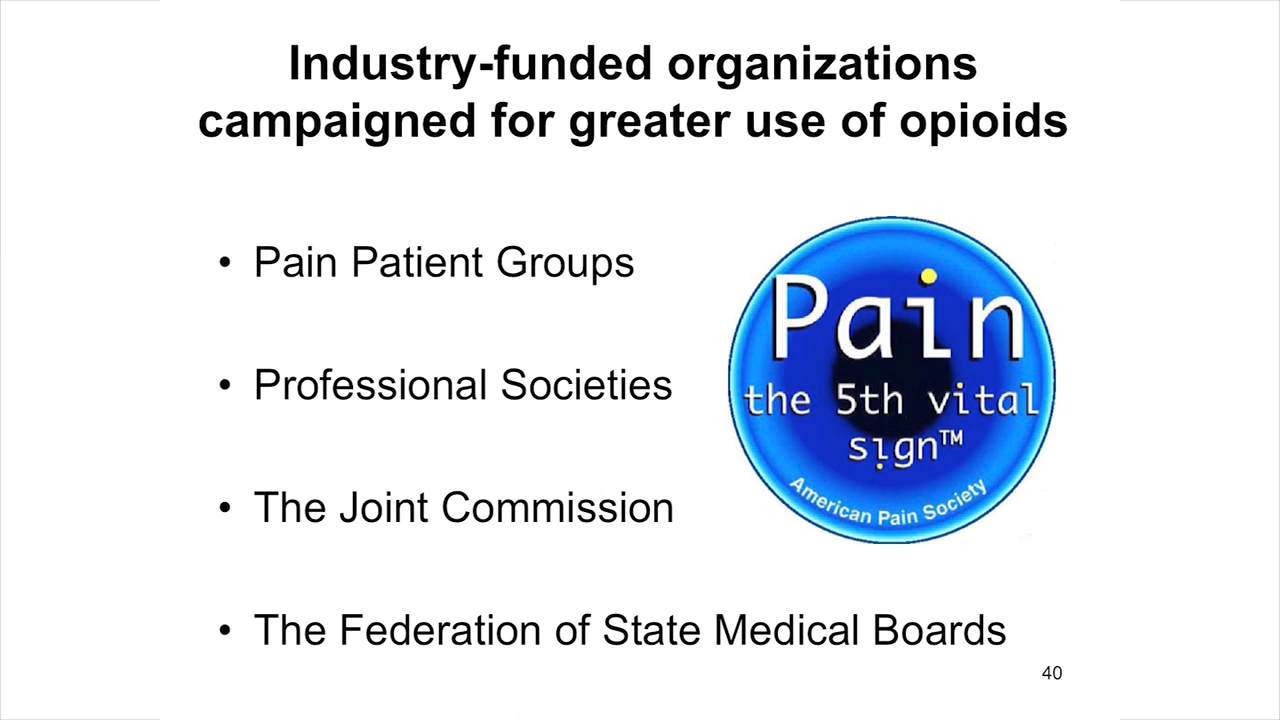 Industry-funded organizations
campaigned for greater use of opioids
• Pain Patient Groups
• Professional Societies
• The Joint Commission
• The Federation of State Medical Boards
Pain
the 5th vital
sign™
American Pain Society
40